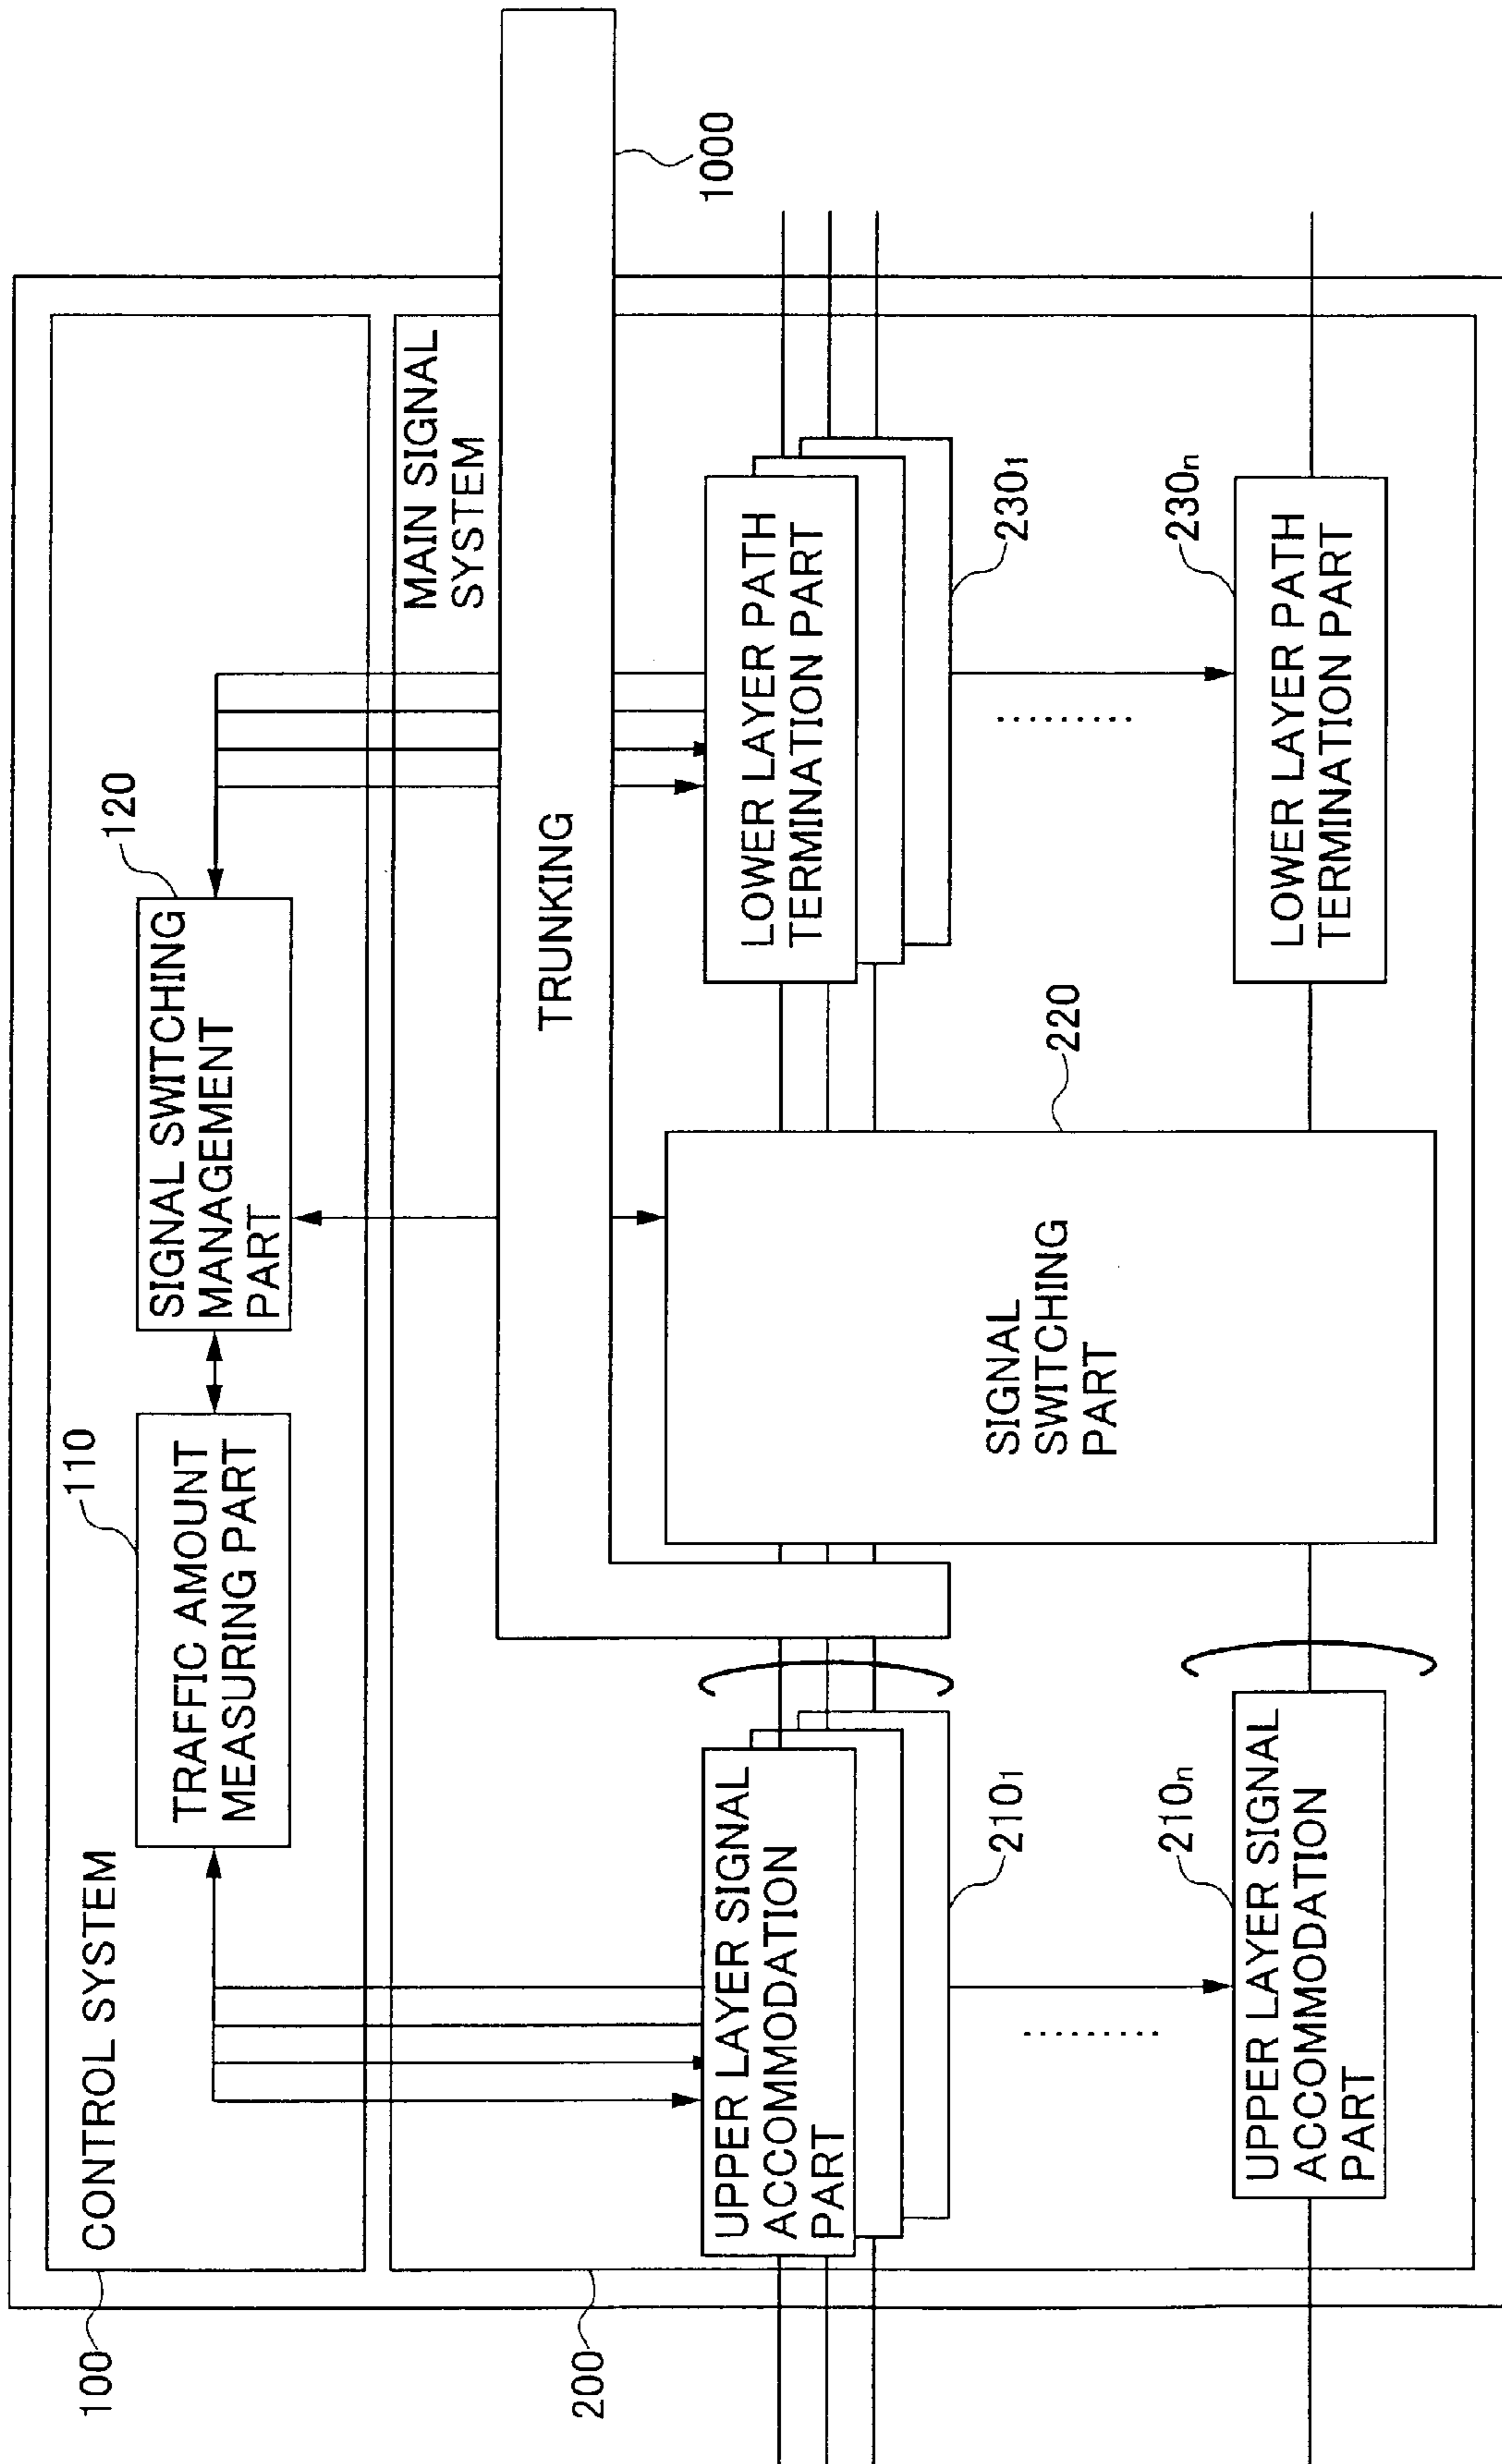 100
CONTROL SYSTEM
110
TRAFFIC AMOUNT
MEASURING PART
120
SIGNAL SWITCHING
MANAGEMENT
PART
200
MAIN SIGNAL
SYSTEM
TRUNKING
1000
UPPER LAYER SIGNAL
ACCOMMODATION
PART
210₁
SIGNAL
SWITCHING
PART
220
LOWER LAYER PATH
TERMINATION PART
230₁
.........
.........
UPPER LAYER SIGNAL
ACCOMMODATION
PART
210ₙ
LOWER LAYER PATH
TERMINATION PART
230ₙ